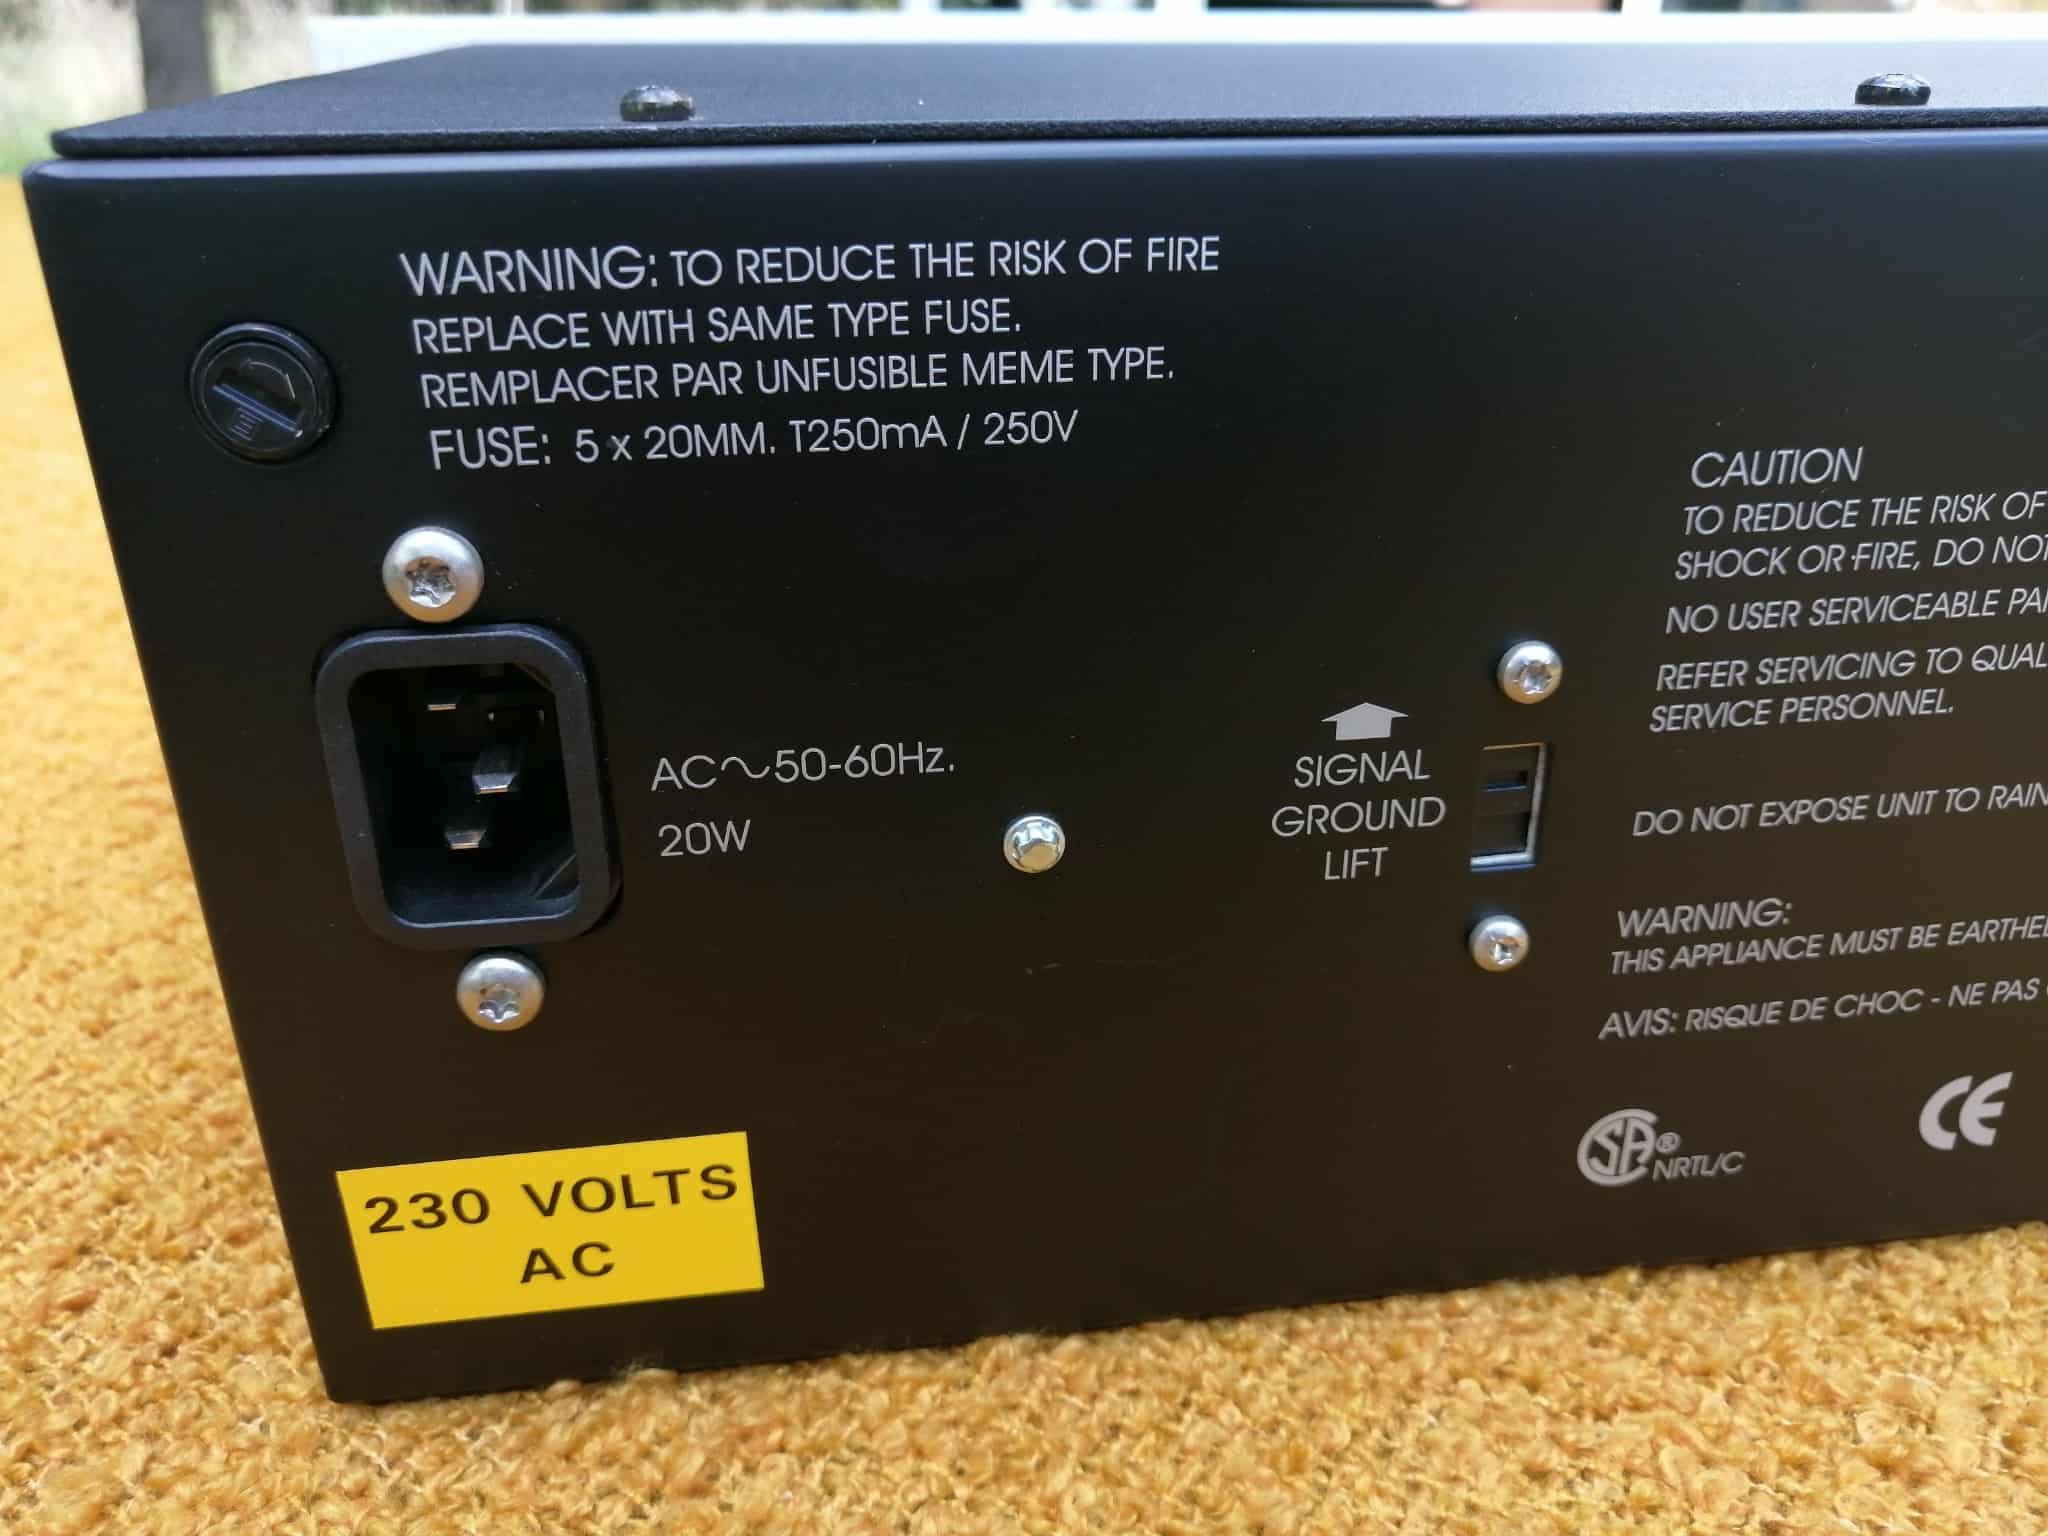 WARNING: TO REDUCE THE RISK OF FIRE
REPLACE WITH SAME TYPE FUSE.
REMPLACER PAR UNFUSIBLE MEME TYPE.
FUSE: 5 x 20MM. T250mA / 250V
AC~50-60Hz.
20W
SIGNAL
GROUND
LIFT
CAUTION
TO REDUCE THE RISK OF
SHOCK OR FIRE, DO NOT
NO USER SERVICEABLE
REFER SERVICING TO
SERVICE PERSONNEL.
DO NOT EXPOSE UNIT TO RAIN
WARNING:
THIS APPLIANCE MUST BE EARTHED
AVIS: RISQUE DE CHOC - NE PAS
SA® NRTL/C
CE
230 VOLTS
AC